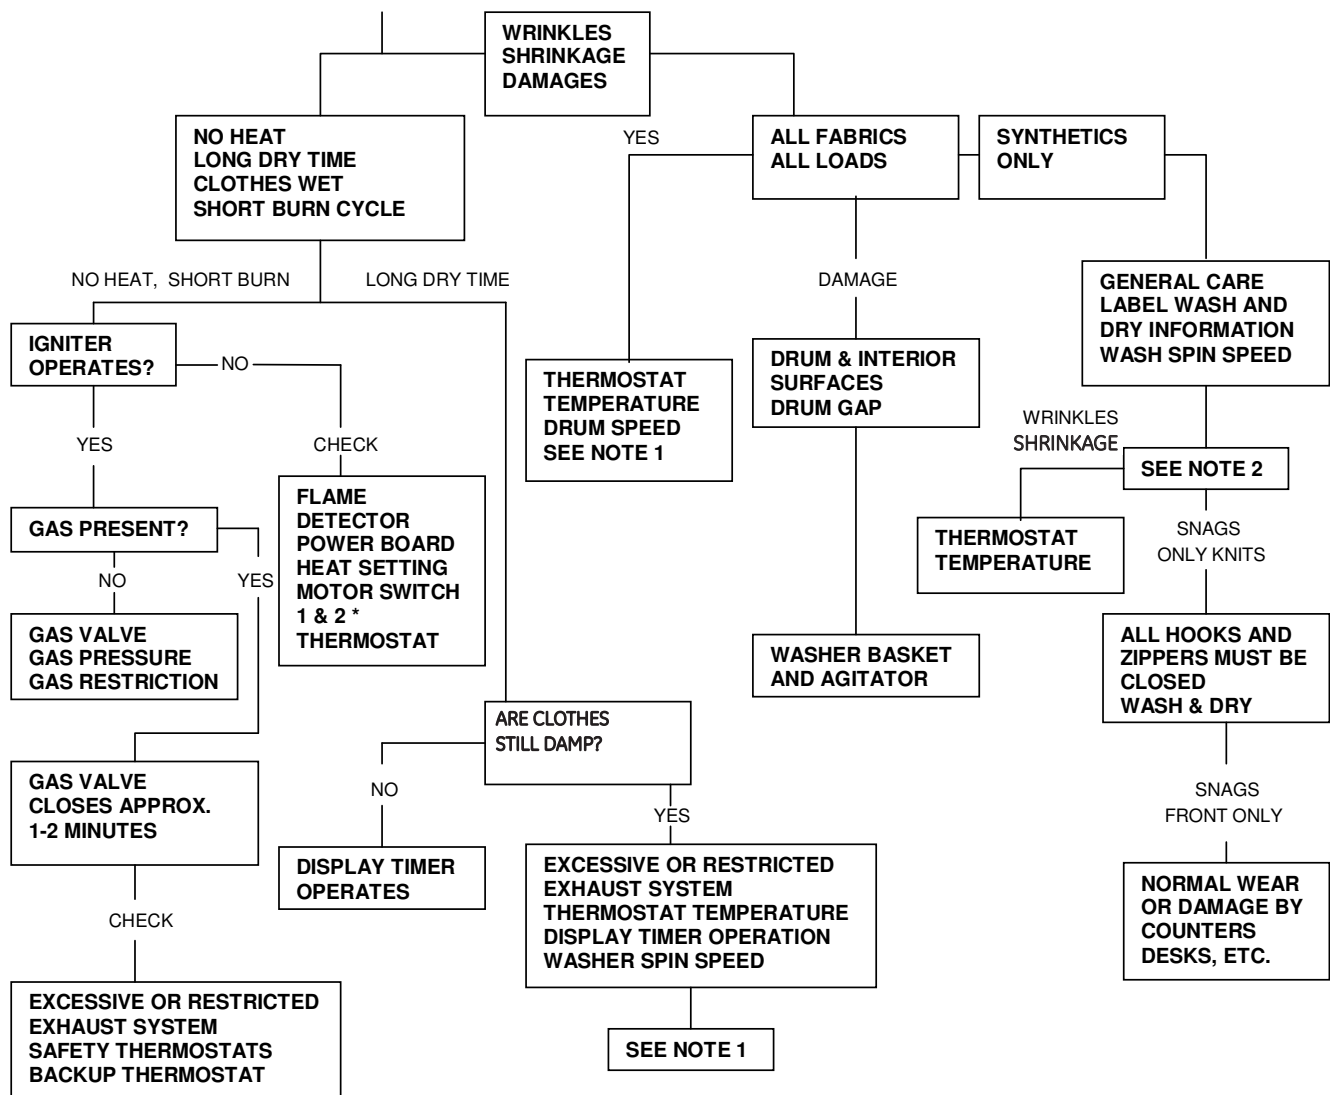 WRINKLES
SHRINKAGE
DAMAGES
NO HEAT
LONG DRY TIME
CLOTHES WET
SHORT BURN CYCLE
YES
ALL FABRICS
ALL LOADS
SYNTHETICS
ONLY
NO HEAT, SHORT BURN
LONG DRY TIME
DAMAGE
GENERAL CARE
LABEL WASH AND
DRY INFORMATION
WASH SPIN SPEED
IGNITER
OPERATES?
NO
THERMOSTAT
TEMPERATURE
DRUM SPEED
SEE NOTE 1
DRUM & INTERIOR
SURFACES
DRUM GAP
YES
CHECK
WRINKLES
SHRINKAGE
SEE NOTE 2
GAS PRESENT?
FLAME
DETECTOR
POWER BOARD
HEAT SETTING
MOTOR SWITCH
1 & 2 *
THERMOSTAT
THERMOSTAT
TEMPERATURE
SNAGS
ONLY KNITS
NO
YES
GAS VALVE
GAS PRESSURE
GAS RESTRICTION
WASHER BASKET
AND AGITATOR
ALL HOOKS AND
ZIPPERS MUST BE
CLOSED
WASH & DRY
ARE CLOTHES
STILL DAMP?
GAS VALVE
CLOSES APPROX.
1-2 MINUTES
NO
YES
SNAGS
FRONT ONLY
DISPLAY TIMER
OPERATES
EXCESSIVE OR RESTRICTED
EXHAUST SYSTEM
THERMOSTAT TEMPERATURE
DISPLAY TIMER OPERATION
WASHER SPIN SPEED
NORMAL WEAR
OR DAMAGE BY
COUNTERS
DESKS, ETC.
CHECK
EXCESSIVE OR RESTRICTED
EXHAUST SYSTEM
SAFETY THERMOSTATS
BACKUP THERMOSTAT
SEE NOTE 1